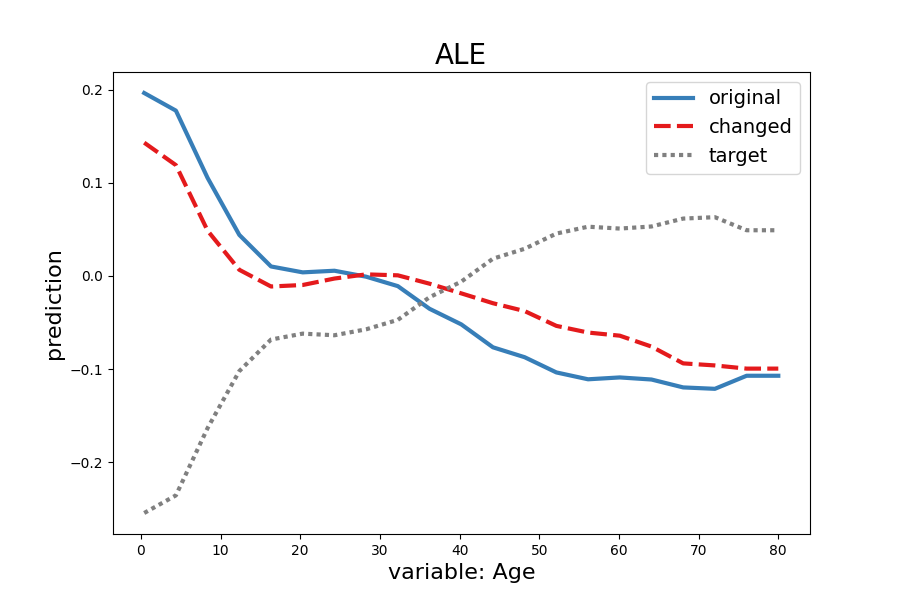 ALE
original
changed
target
prediction
0.2
0.1
0.0
−0.1
−0.2
0 10 20 30 40 50 60 70 80
variable: Age